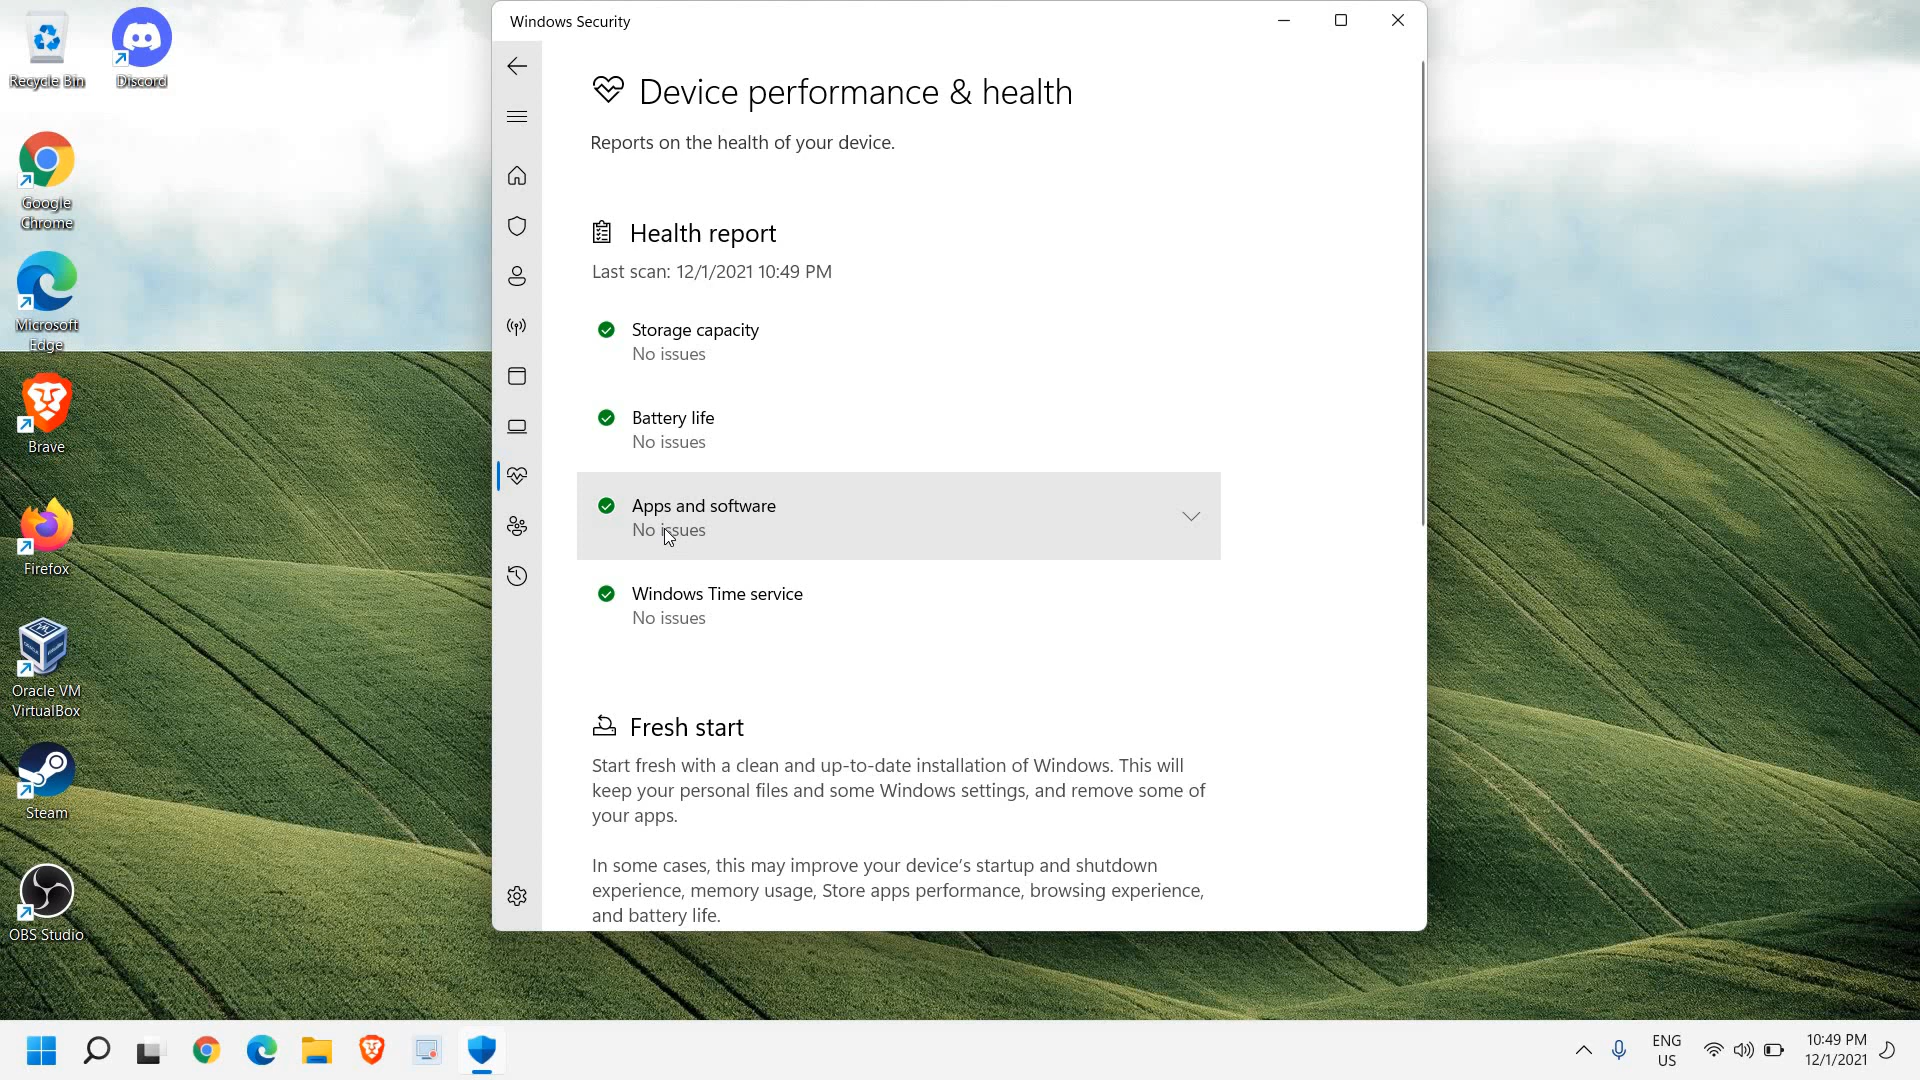 Recycle Bin
Discord
Google
Chrome
Microsoft
Edge
Brave
Firefox
Oracle VM
VirtualBox
Steam
OBS Studio
Windows Security
Device performance & health
Reports on the health of your device.
Health report
Last scan: 12/1/2021 10:49 PM
Storage capacity
No issues
Battery life
No issues
Apps and software
No issues
Windows Time service
No issues
Fresh start
Start fresh with a clean and up-to-date installation of Windows. This will
keep your personal files and some Windows settings, and remove some of
your apps.
In some cases, this may improve your device's startup and shutdown
experience, memory usage, Store apps performance, browsing experience,
and battery life.
ENG
US
10:49 PM
12/1/2021